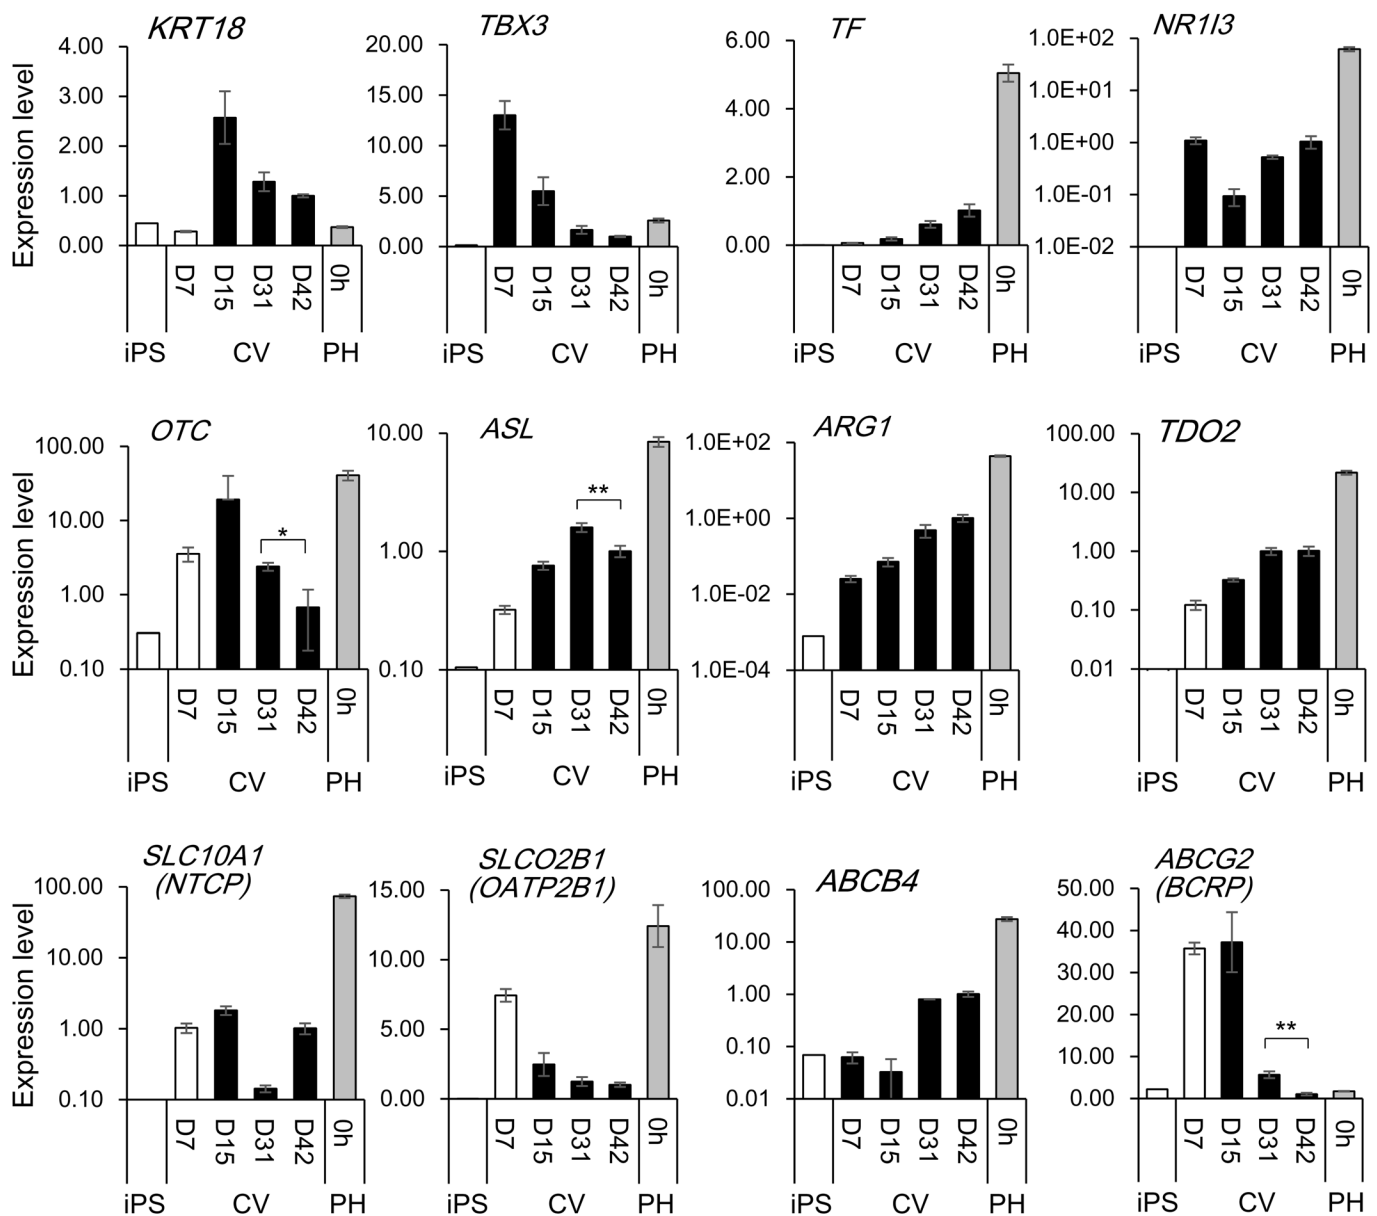 KRT18
Expression level
4.00
3.00
2.00
1.00
0.00
D7
D15
D31
D42
0h
iPS
CV
PH
TBX3
20.00
15.00
10.00
5.00
0.00
D7
D15
D31
D42
0h
iPS
CV
PH
TF
6.00
4.00
2.00
0.00
D7
D15
D31
D42
0h
iPS
CV
PH
NR1I3
1.0E+02
1.0E+01
1.0E+00
1.0E-01
1.0E-02
D7
D15
D31
D42
0h
iPS
CV
PH
OTC
Expression level
100.00
10.00
1.00
0.10
*
D7
D15
D31
D42
0h
iPS
CV
PH
ASL
10.00
1.00
0.10
**
D7
D15
D31
D42
0h
iPS
CV
PH
ARG1
1.0E+02
1.0E+00
1.0E-02
1.0E-04
D7
D15
D31
D42
0h
iPS
CV
PH
TDO2
100.00
10.00
1.00
0.10
0.01
D7
D15
D31
D42
0h
iPS
CV
PH
SLC10A1
(NTCP)
Expression level
100.00
10.00
1.00
0.10
D7
D15
D31
D42
0h
iPS
CV
PH
SLCO2B1
(OATP2B1)
15.00
10.00
5.00
0.00
D7
D15
D31
D42
0h
iPS
CV
PH
ABCB4
100.00
10.00
1.00
0.10
0.01
D7
D15
D31
D42
0h
iPS
CV
PH
ABCG2
(BCRP)
50.00
40.00
30.00
20.00
10.00
0.00
**
D7
D15
D31
D42
0h
iPS
CV
PH